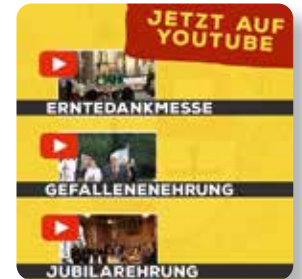 JETZT AUF
YOUTUBE
ERNTEDANKMESSE
GEFALLENENEHRUNG
JUBILAREHRUNG